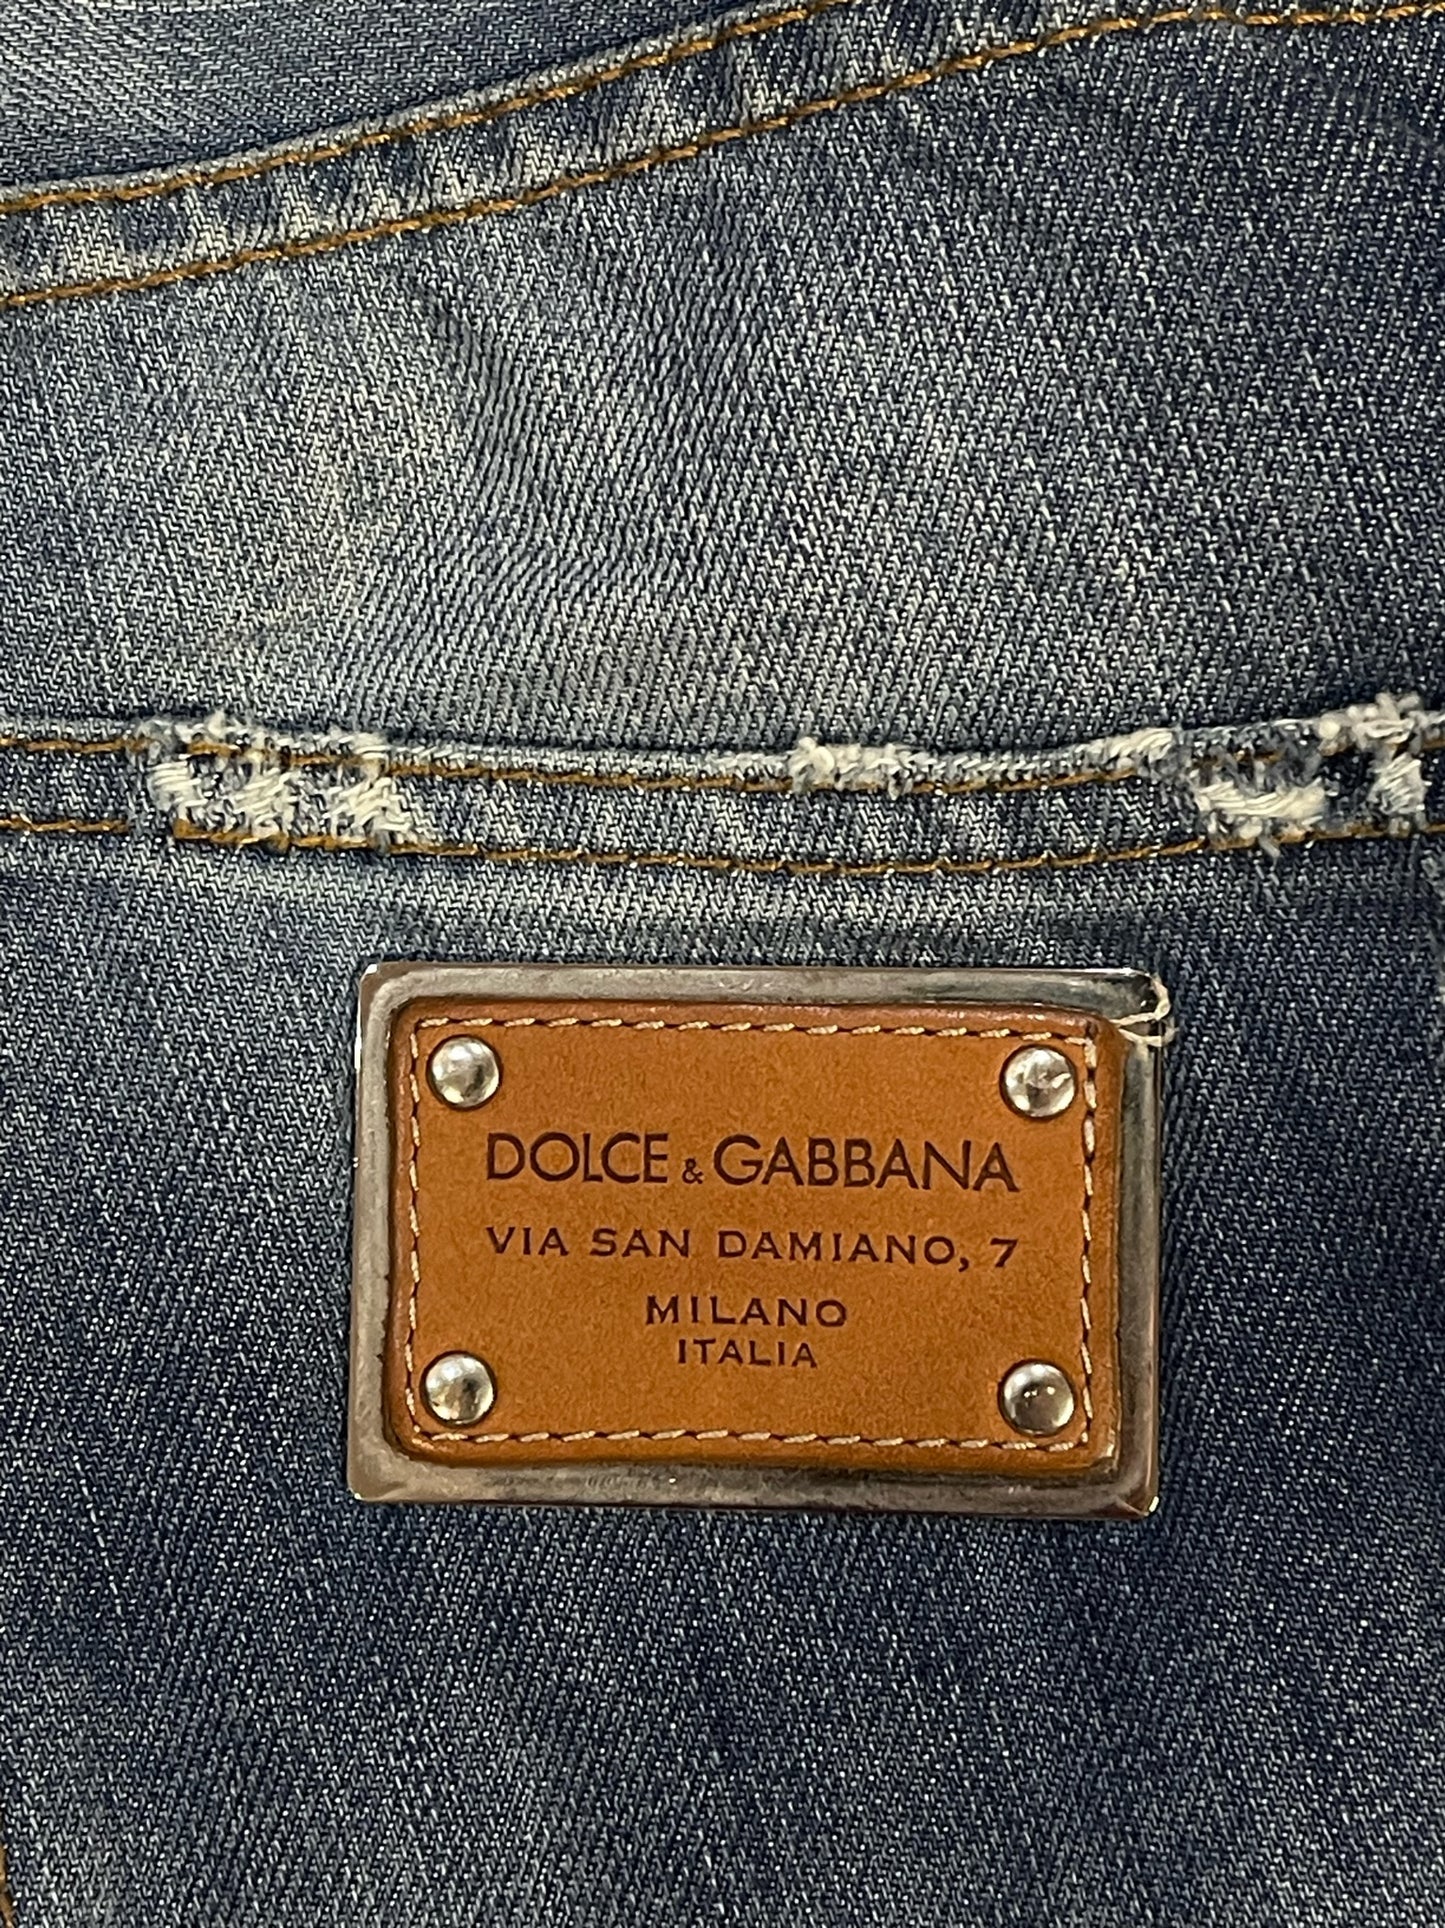 DOLCE & GABBANA
VIA SAN DAMIANO, 7
MILANO
ITALIA